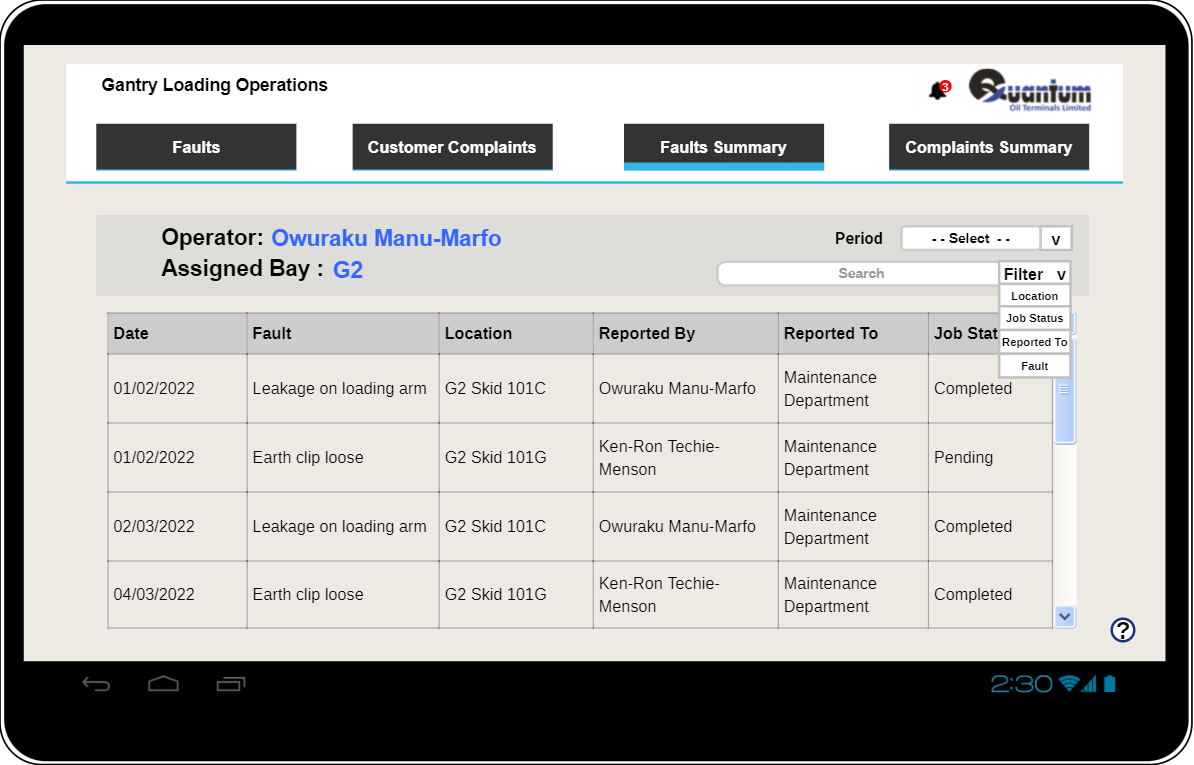 Gantry Loading Operations
3
Quantum
Oil Terminals Limited
Faults
Customer Complaints
Faults Summary
Complaints Summary
Operator: Owuraku Manu-Marfo
Period
- - Select - -
v
Assigned Bay : G2
Search
Filter v
Location
Job Status
Reported To
Fault
Date
Fault
Location
Reported By
Reported To
Job Stat
01/02/2022
Leakage on loading arm
G2 Skid 101C
Owuraku Manu-Marfo
Maintenance
Department
Completed
01/02/2022
Earth clip loose
G2 Skid 101G
Ken-Ron Techie-
Menson
Maintenance
Department
Pending
02/03/2022
Leakage on loading arm
G2 Skid 101C
Owuraku Manu-Marfo
Maintenance
Department
Completed
04/03/2022
Earth clip loose
G2 Skid 101G
Ken-Ron Techie-
Menson
Maintenance
Department
Completed
?
2:30